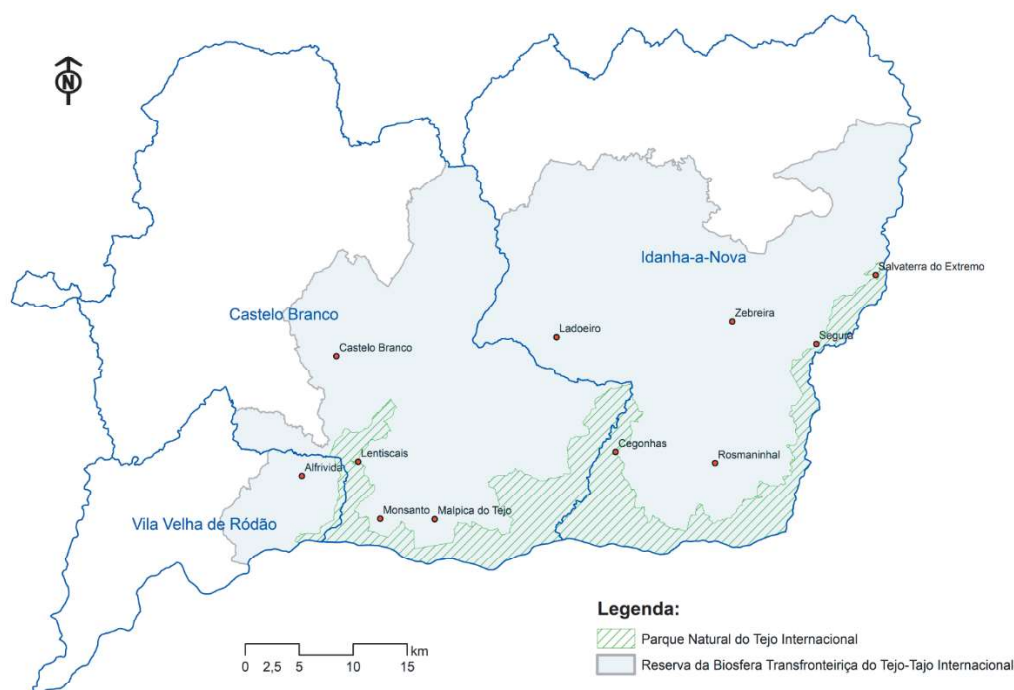 N
Idanha-a-Nova
Salvaterra do Extremo
Castelo Branco
Zebreira
Ladoeiro
Segura
Castelo Branco
Cegonhas
Lentiscais
Rosmaninhal
Alfrivida
Vila Velha de Ródão
Monsanto
Malpica do Tejo
Legenda:
Parque Natural do Tejo Internacional
Reserva da Biosfera Transfronteiriça do Tejo-Tajo Internacional
km
0 2,5 5 10 15